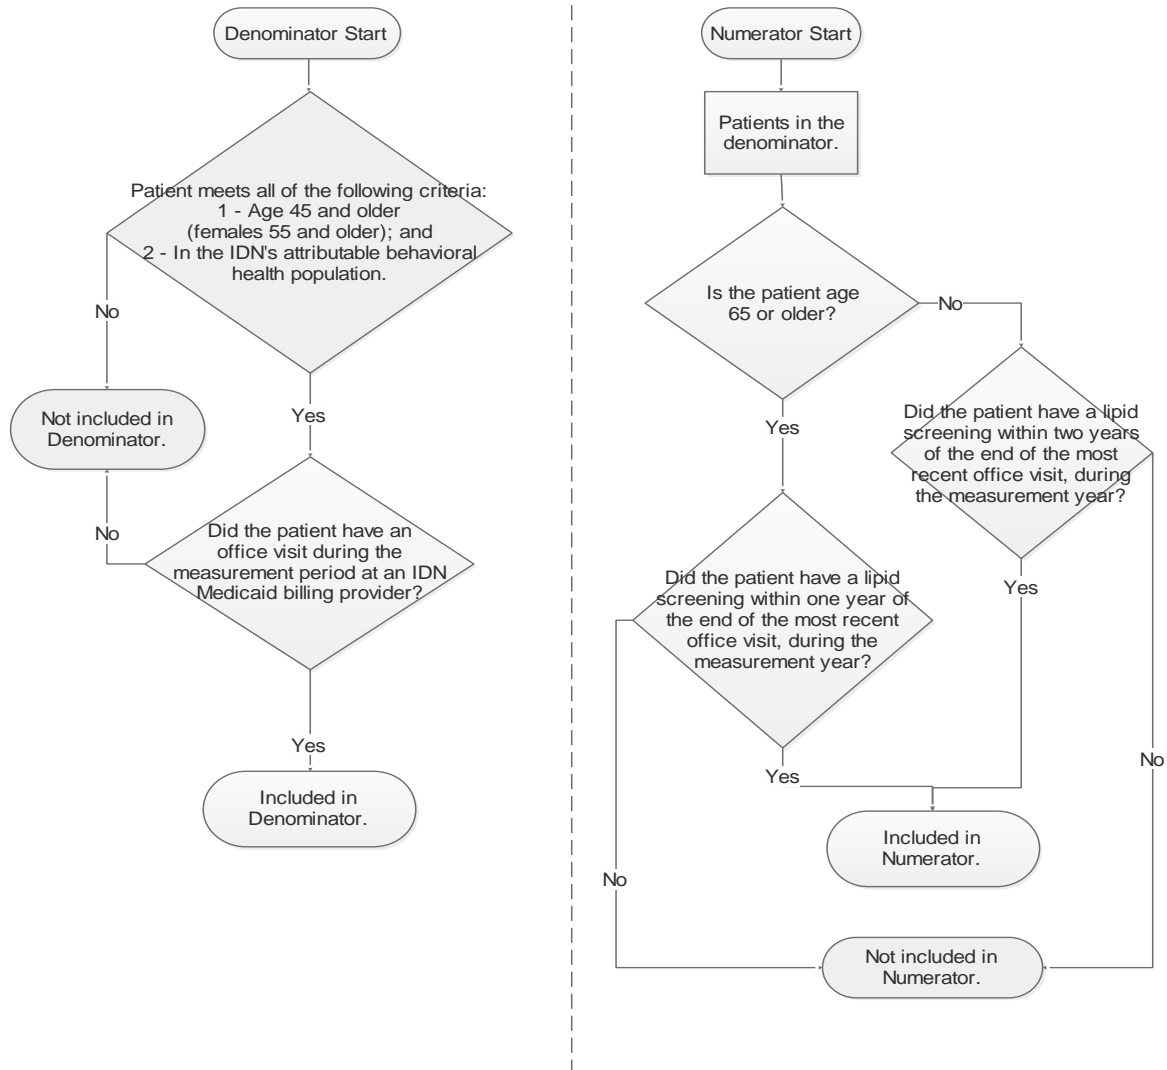 Denominator Start
Patient meets all of the following criteria:
1 - Age 45 and older
(females 55 and older); and
2 - In the IDN's attributable behavioral
health population.
No
Not included in
Denominator.
Yes
No
Did the patient have an
office visit during the
measurement period at an IDN
Medicaid billing provider?
Yes
Included in
Denominator.
Numerator Start
Patients in the
denominator.
Is the patient age
65 or older?
No
Yes
Did the patient have a lipid
screening within two years
of the end of the most
recent office visit, during
the measurement year?
Did the patient have a lipid
screening within one year of
the end of the most recent
office visit, during the
measurement year?
Yes
No
Yes
Included in
Numerator.
No
Not included in
Numerator.